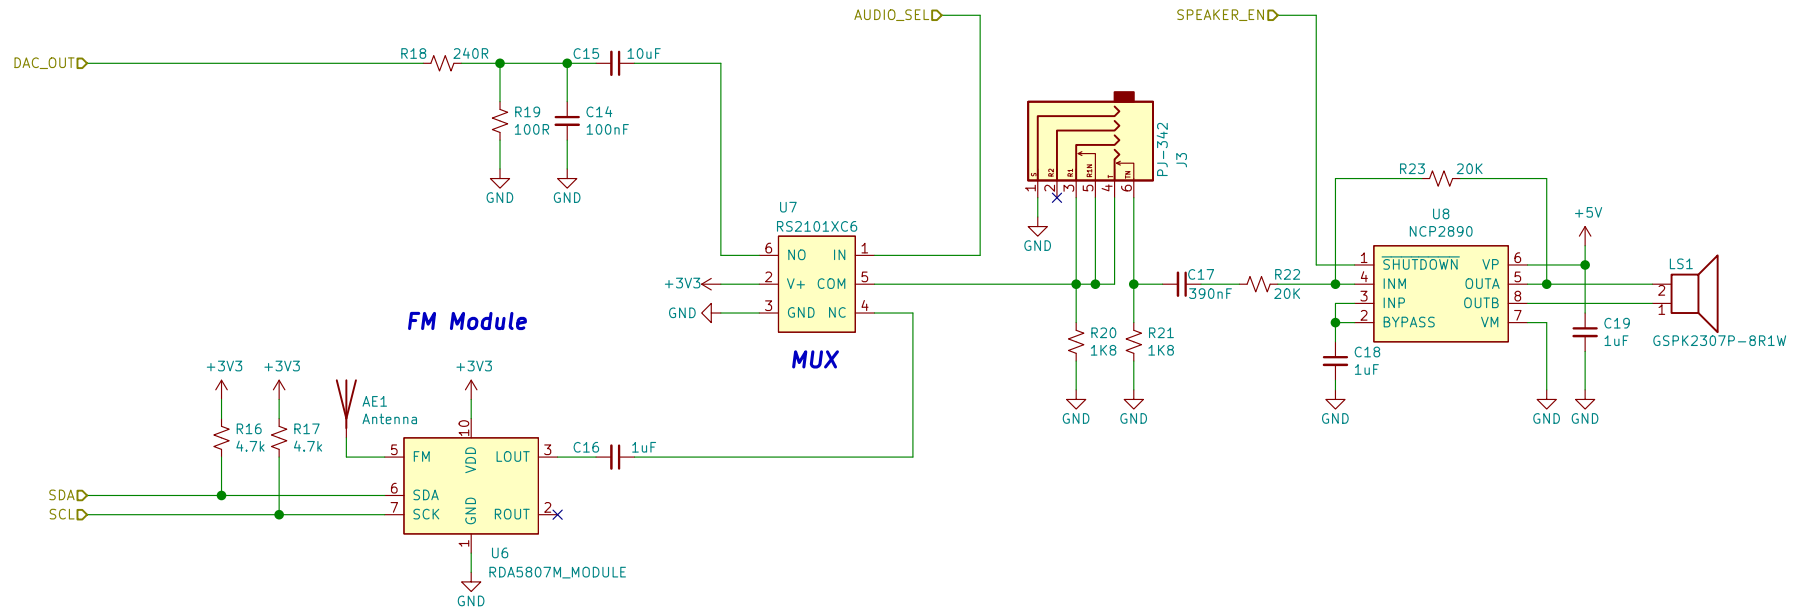 AUDIO_SEL
SPEAKER_EN
DAC_OUT
R18 240R
C15 10uF
R19
100R
C14
100nF
GND
GND
PJ-342
J3
S
R2
R1
R1N
T
TN
1
2
3
5
4
6
GND
U7
RS2101XC6
6 NO IN 1
+3V3 2 V+ COM 5
GND 3 GND NC 4
MUX
C17
390nF
R22
20K
R20
1K8
R21
1K8
GND
GND
R23 20K
U8
NCP2890
+5V
1 SHUTDOWN VP 6
4 INM OUTA 5
3 INP OUTB 8
2 BYPASS VM 7
C18
1uF
GND
GND
GND
C19
1uF
LS1
2
1
GSPK2307P-8R1W
FM Module
+3V3
+3V3
+3V3
AE1
Antenna
R16
4.7k
R17
4.7k
10
5 FM VDD LOUT 3
C16 1uF
SDA
6 SDA
SCL
7 SCK GND ROUT 2
1
U6
RDA5807M_MODULE
GND